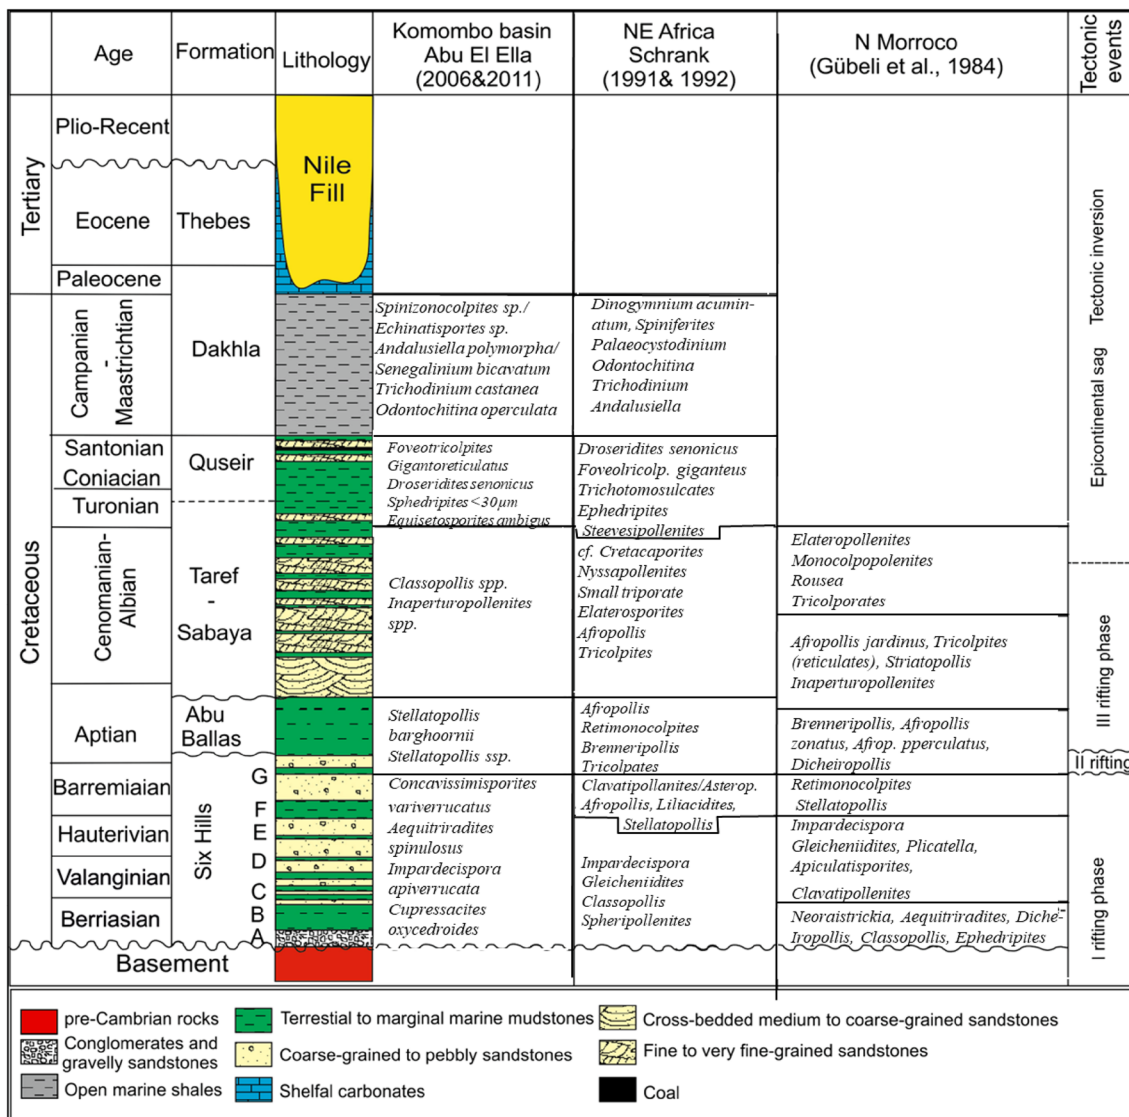 Age
Formation
Lithology
Komombo basin
Abu El Ella
(2006&2011)
NE Africa
Schrank
(1991& 1992)
N Morroco
(Gübeli et al., 1984)
Tectonic
events
Tertiary
Plio-Recent
Eocene
Paleocene
Thebes
Nile
Fill
Tectonic inversion
Cretaceous
Campanian
-
Maastrichtian
Dakhla
Spinizonocolpites sp./
Echinatisportes sp.
Andalusiella polymorpha/
Senegalinium bicavatum
Trichodinium castanea
Odontochitina operculata
Dinogymnium acumin-
atum, Spiniferites
Palaeocystodinium
Odontochitina
Trichodinium
Andalusiella
Epicontinental sag
Santonian
Coniacian
Turonian
Quseir
Foveotricolpites
Gigantoreticulatus
Droseridites senonicus
Sphedripites <30µm
Equisetosporites ambigus
Droseridites senonicus
Foveolricolp. giganteus
Trichotomosulcates
Ephedripites
Steevesipollenites
Cenomanian-
Albian
Taref
-
Sabaya
Classopollis spp.
Inaperturopollenites
spp.
cf. Cretacaporites
Nyssapollenites
Small triporate
Elaterosporites
Afropollis
Tricolpites
Elateropollenites
Monocolpopolenites
Rousea
Tricolporates
Afropollis jardinus, Tricolpites
(reticulates), Striatopollis
Inaperturopollenites
III rifting phase
Aptian
Abu
Ballas
Stellatopollis
barghoornii
Stellatopollis ssp.
Afropollis
Retimonocolpites
Brenneripollis
Tricolpates
Brenneripollis, Afropollis
zonatus, Afrop. pperculatus,
Dicheiropollis
II rifting
Barremiaian
Hauterivian
Valanginian
Berriasian
Six Hills
G
F
E
D
C
B
A
Concavissimisporites
variverrucatus
Aequitriradites
spinulosus
Impardecispora
apiverrucata
Cupressacites
oxycedroides
Clavatipollanites/Asterop.
Afropollis, Liliacidites,
Stellatopollis
Impardecispora
Gleicheniidites
Classopollis
Spheripollenites
Retimonocolpites
Stellatopollis
Impardecispora
Gleicheniidites, Plicatella,
Apiculatisporites,
Clavatipollenites
Neoraistrickia, Aequitriradites, Diche-
iropollis, Classopollis, Ephedripites
I rifting phase
Basement
pre-Cambrian rocks
Conglomerates and
gravelly sandstones
Open marine shales
Terrestial to marginal marine mudstones
Coarse-grained to pebbly sandstones
Shelfal carbonates
Cross-bedded medium to coarse-grained sandstones
Fine to very fine-grained sandstones
Coal